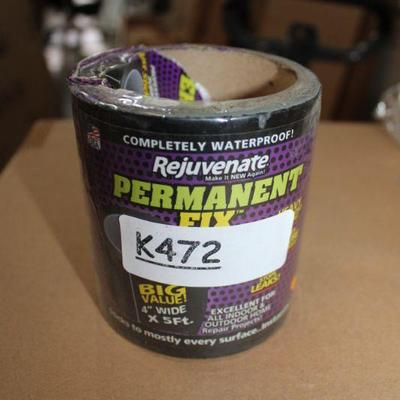 COMPLETELY WATERPROOF!
Rejuvenate
Make It NEW Again!
PERMANENT
FIX™
K472
BIG
VALUE!
4" WIDE
X 5Ft.
LEAKS!
EXCELLENT FOR
ALL INDOOR &
OUTDOOR HOME
Repair Projects!
to mostly every surface...